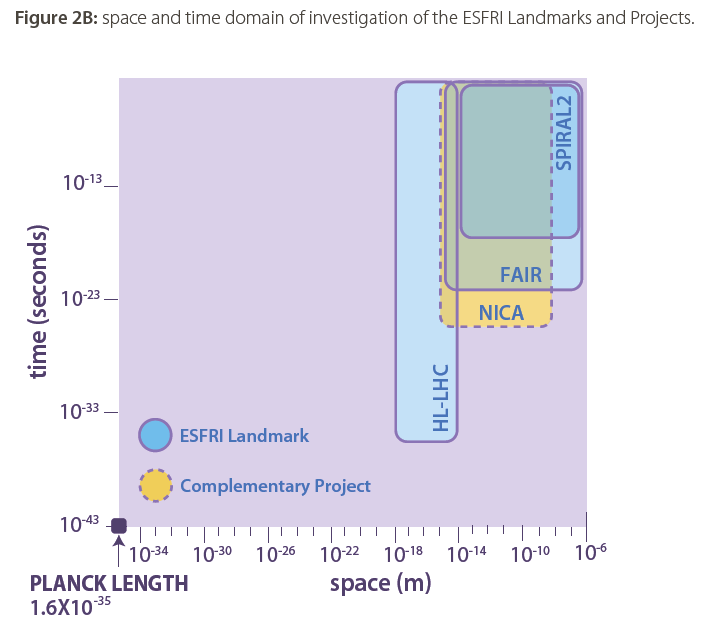 Figure 2B: space and time domain of investigation of the ESFRI Landmarks and Projects.
SPIRAL2
10⁻¹³
FAIR
10⁻²³
NICA
time (seconds)
HL-LHC
10⁻³³
ESFRI Landmark
Complementary Project
10⁻⁴³
10⁻³⁴ 10⁻³⁰ 10⁻²⁶ 10⁻²² 10⁻¹⁸ 10⁻¹⁴ 10⁻¹⁰ 10⁻⁶
PLANCK LENGTH
space (m)
1.6X10⁻³⁵